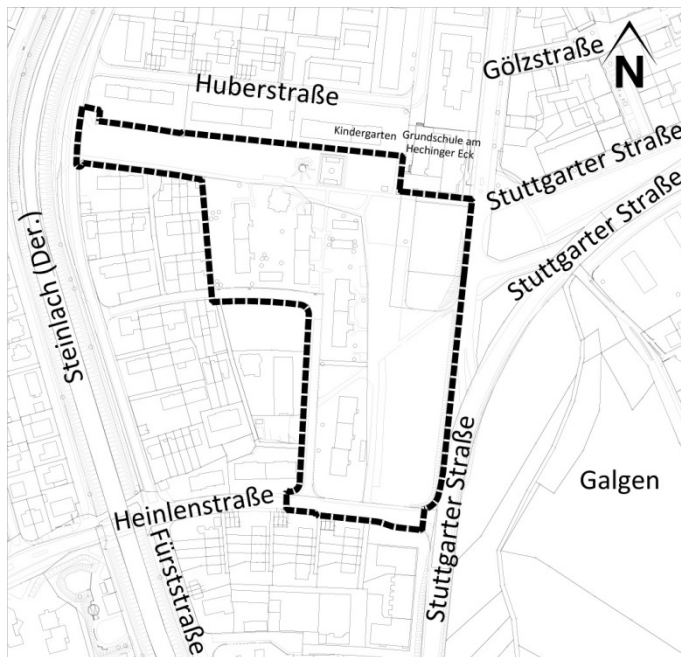 Gölzstraße
N
Huberstraße
Kindergarten
Grundschule am
Hechinger Eck
Stuttgarter Straße
Stuttgarter Straße
Steinlach (Der.)
Galgen
Stuttgarter Straße
Heinlenstraße
Fürststraße